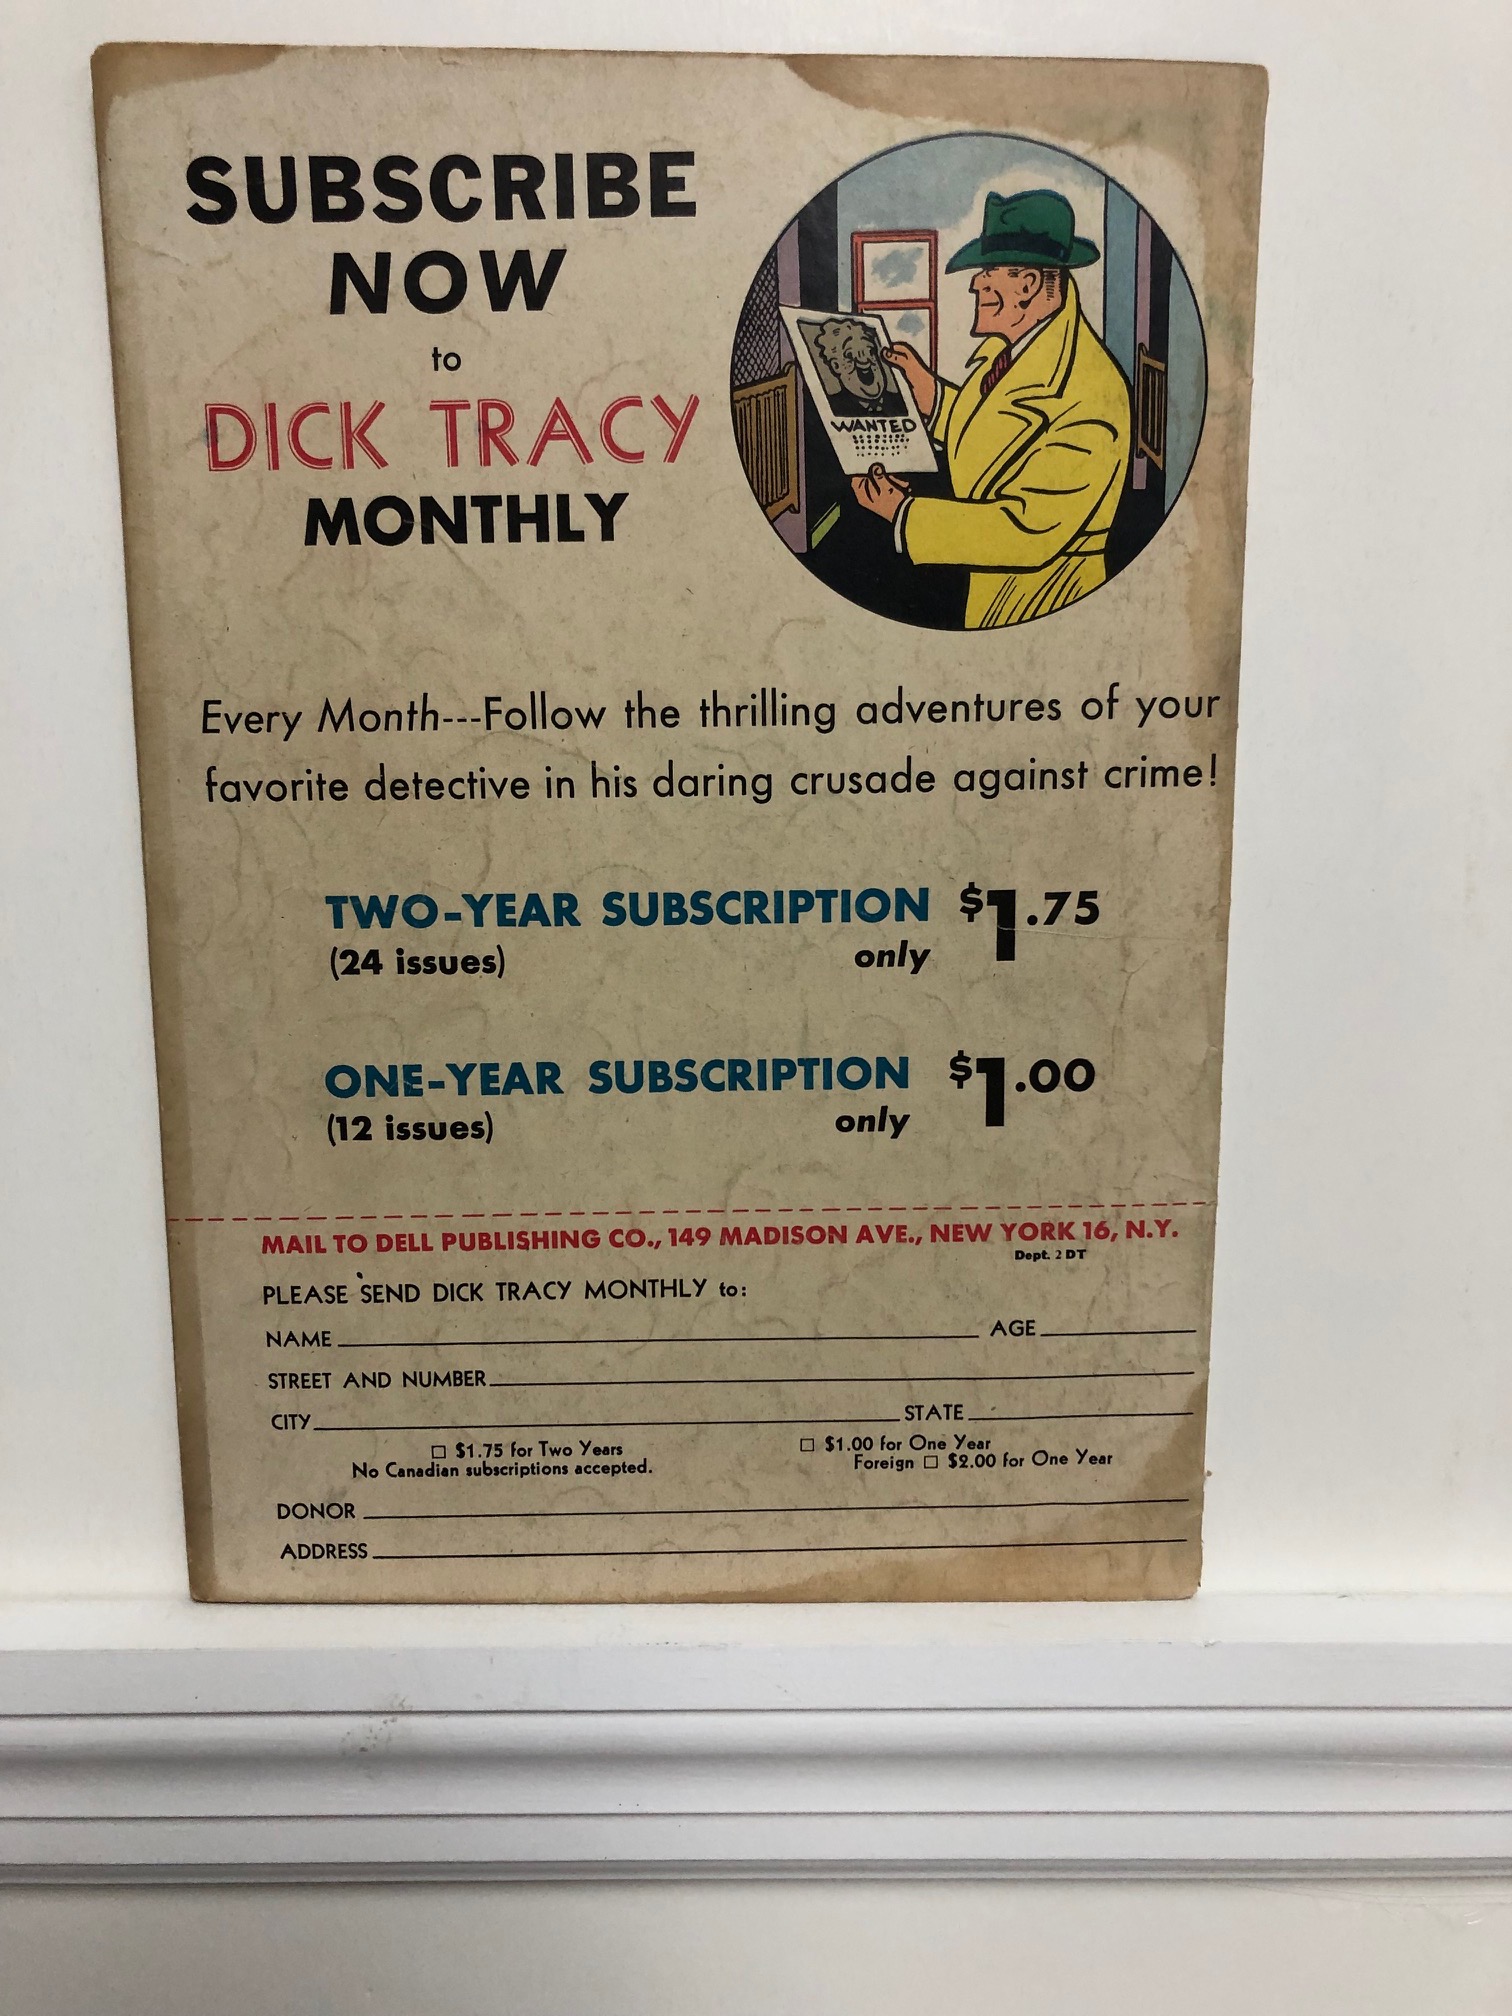 SUBSCRIBE
NOW
to
DICK TRACY
MONTHLY
WANTED
Every Month---Follow the thrilling adventures of your
favorite detective in his daring crusade against crime!
TWO-YEAR SUBSCRIPTION $1.75
(24 issues) only
ONE-YEAR SUBSCRIPTION $1.00
(12 issues) only
MAIL TO DELL PUBLISHING CO., 149 MADISON AVE., NEW YORK 16, N.Y.
Dept. 2 DT
PLEASE SEND DICK TRACY MONTHLY to:
NAME AGE
STREET AND NUMBER
CITY STATE
☐ $1.75 for Two Years ☐ $1.00 for One Year
No Canadian subscriptions accepted. Foreign ☐ $2.00 for One Year
DONOR
ADDRESS